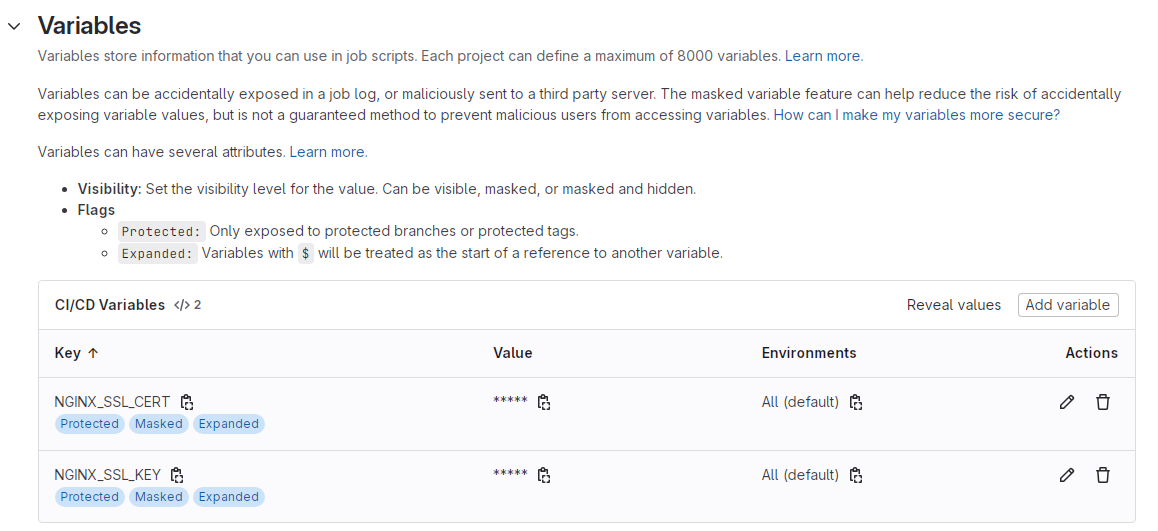 Variables
Variables store information that you can use in job scripts. Each project can define a maximum of 8000 variables. Learn more.
Variables can be accidentally exposed in a job log, or maliciously sent to a third party server. The masked variable feature can help reduce the risk of accidentally
exposing variable values, but is not a guaranteed method to prevent malicious users from accessing variables. How can I make my variables more secure?
Variables can have several attributes. Learn more.
• Visibility: Set the visibility level for the value. Can be visible, masked, or masked and hidden.
• Flags
◦ Protected: Only exposed to protected branches or protected tags.
◦ Expanded: Variables with $ will be treated as the start of a reference to another variable.
CI/CD Variables </> 2 Reveal values Add variable
Key ↑ Value Environments Actions
NGINX_SSL_CERT ***** All (default)
Protected Masked Expanded
NGINX_SSL_KEY ***** All (default)
Protected Masked Expanded